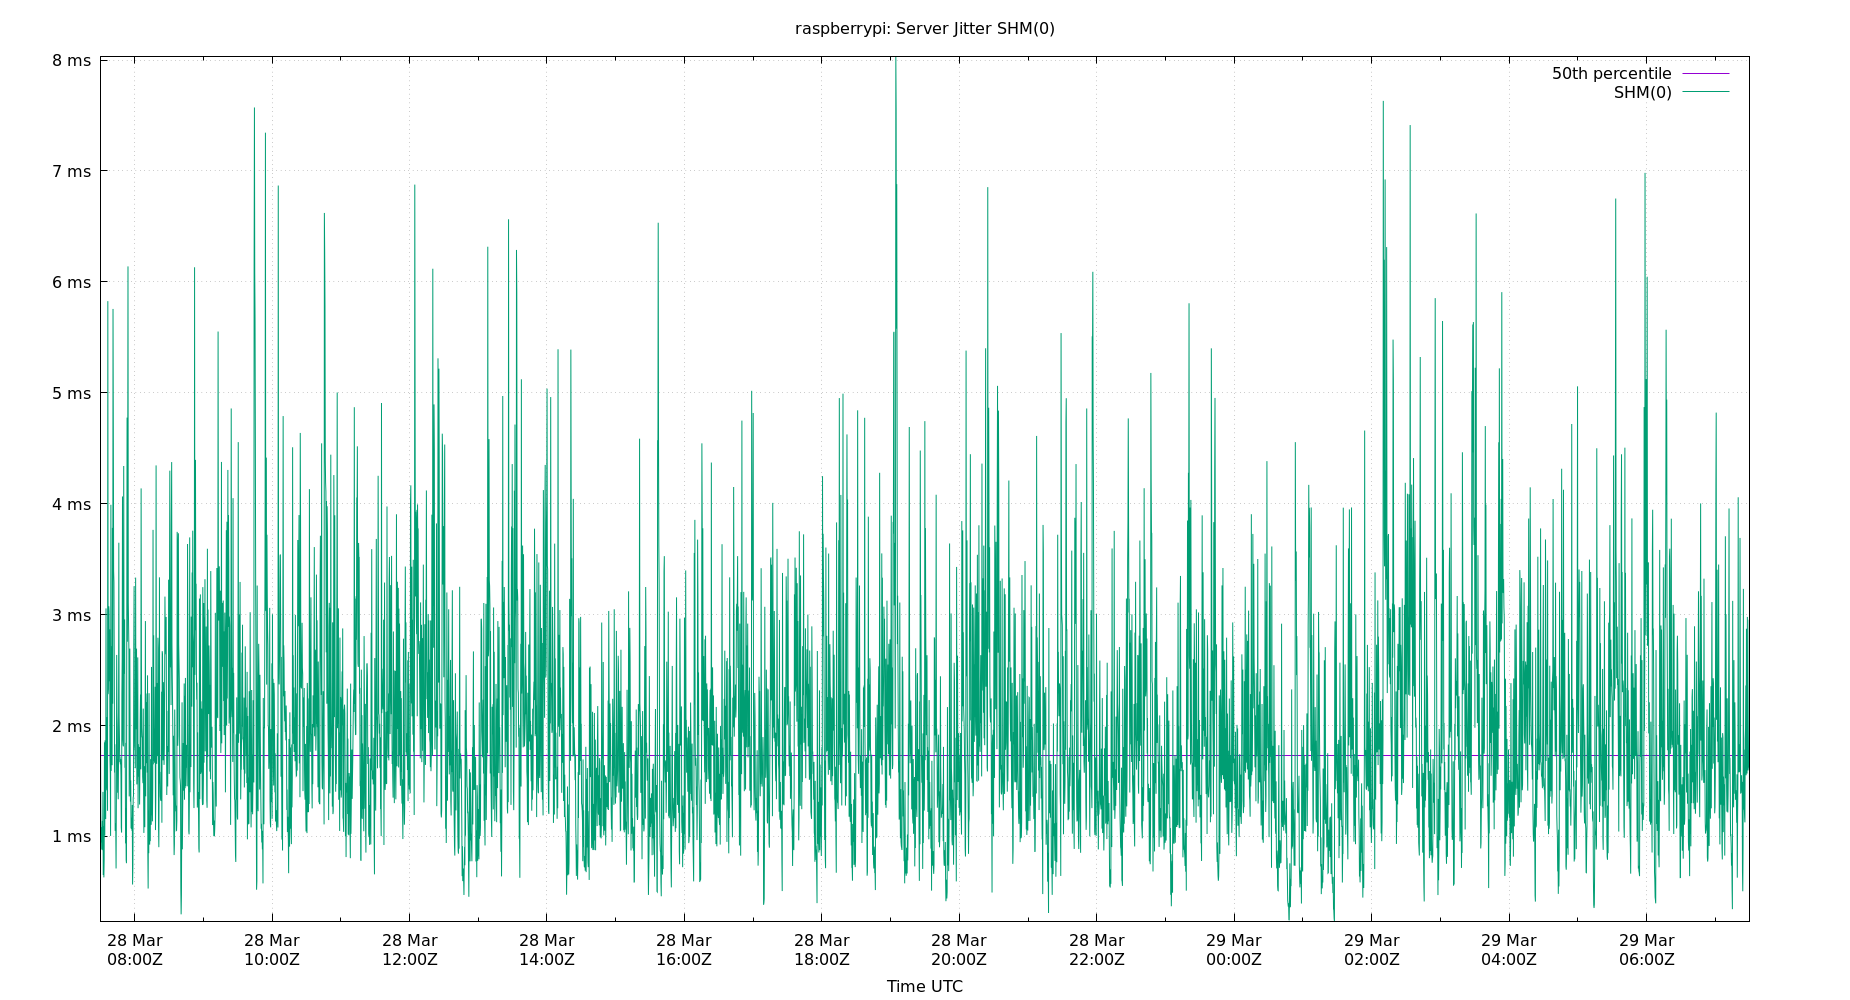 raspberrypi: Server Jitter SHM(0)
50th percentile
SHM(0)
8 ms
7 ms
6 ms
5 ms
4 ms
3 ms
2 ms
1 ms
28 Mar 28 Mar 28 Mar 28 Mar 28 Mar 28 Mar 28 Mar 28 Mar 29 Mar 29 Mar 29 Mar 29 Mar
08:00Z 10:00Z 12:00Z 14:00Z 16:00Z 18:00Z 20:00Z 22:00Z 00:00Z 02:00Z 04:00Z 06:00Z
Time UTC